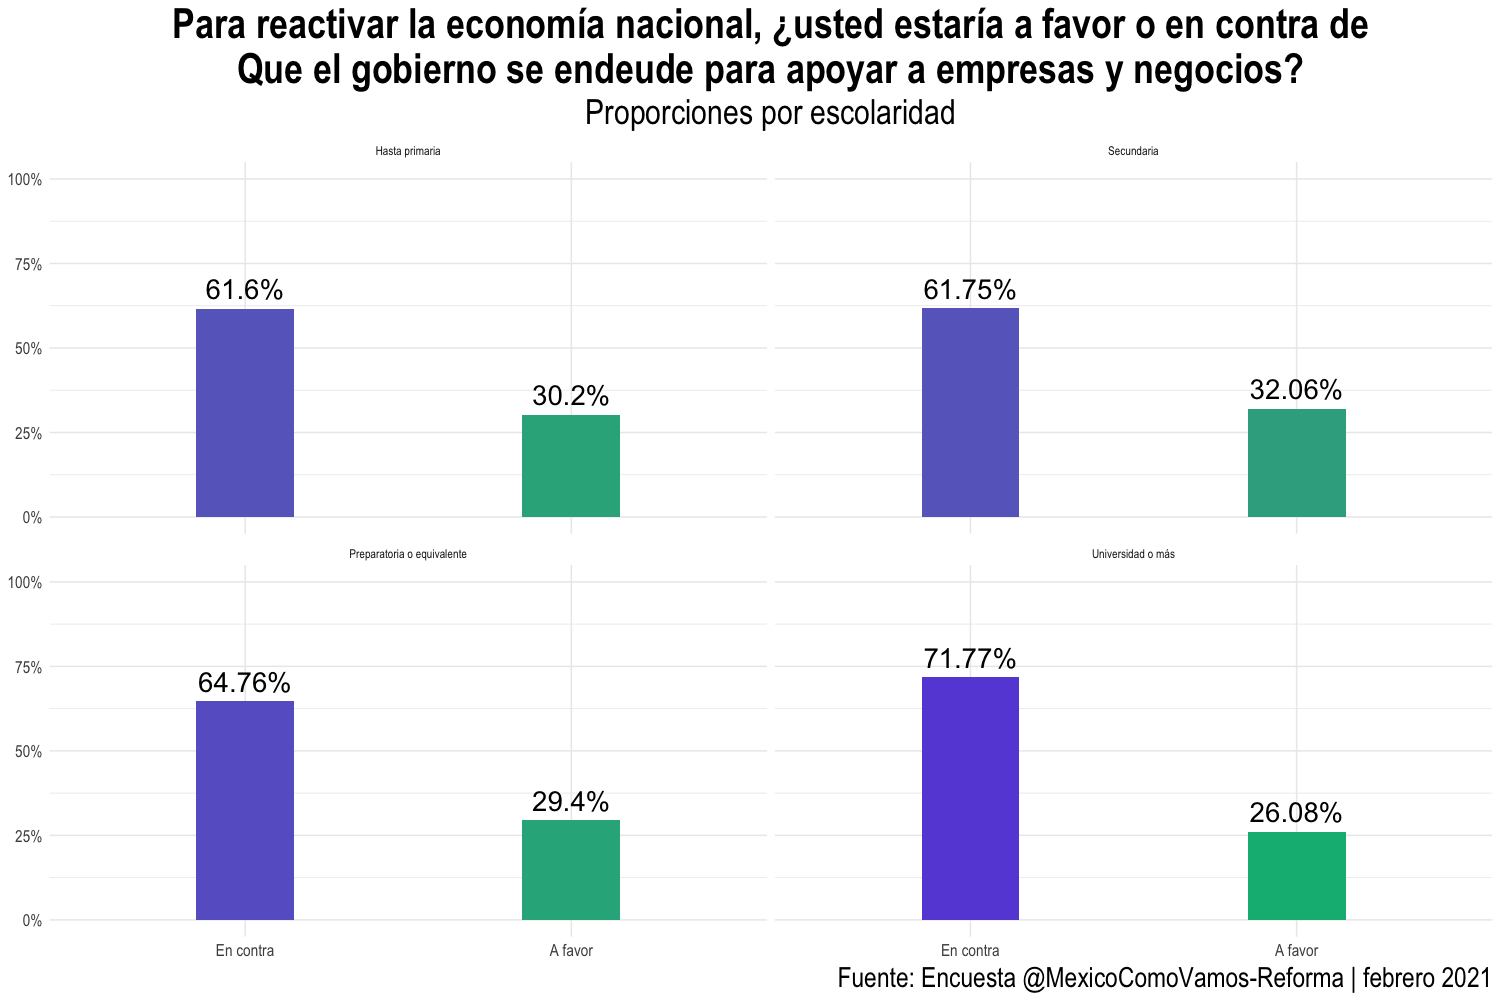 Para reactivar la economía nacional, ¿usted estaría a favor o en contra de
Que el gobierno se endeude para apoyar a empresas y negocios?
Proporciones por escolaridad
Hasta primaria
100%
75%
50%
25%
0%
61.6%
30.2%
Secundaria
61.75%
32.06%
Preparatoria o equivalente
100%
75%
50%
25%
0%
64.76%
29.4%
En contra
A favor
Universidad o más
71.77%
26.08%
En contra
A favor
Fuente: Encuesta @MexicoComoVamos-Reforma | febrero 2021